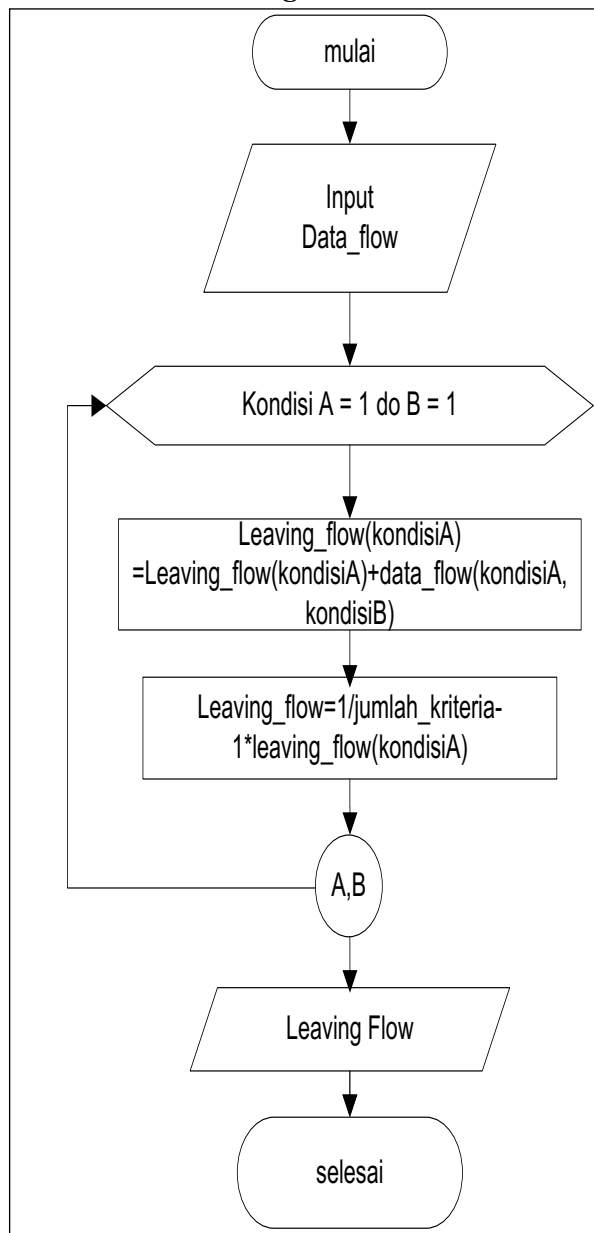 mulai
Input
Data_flow
Kondisi A = 1 do B = 1
Leaving_flow(kondisiA)
=Leaving_flow(kondisiA)+data_flow(kondisiA,
kondisiB)
Leaving_flow=1/jumlah_kriteria-
1*leaving_flow(kondisiA)
A,B
Leaving Flow
selesai